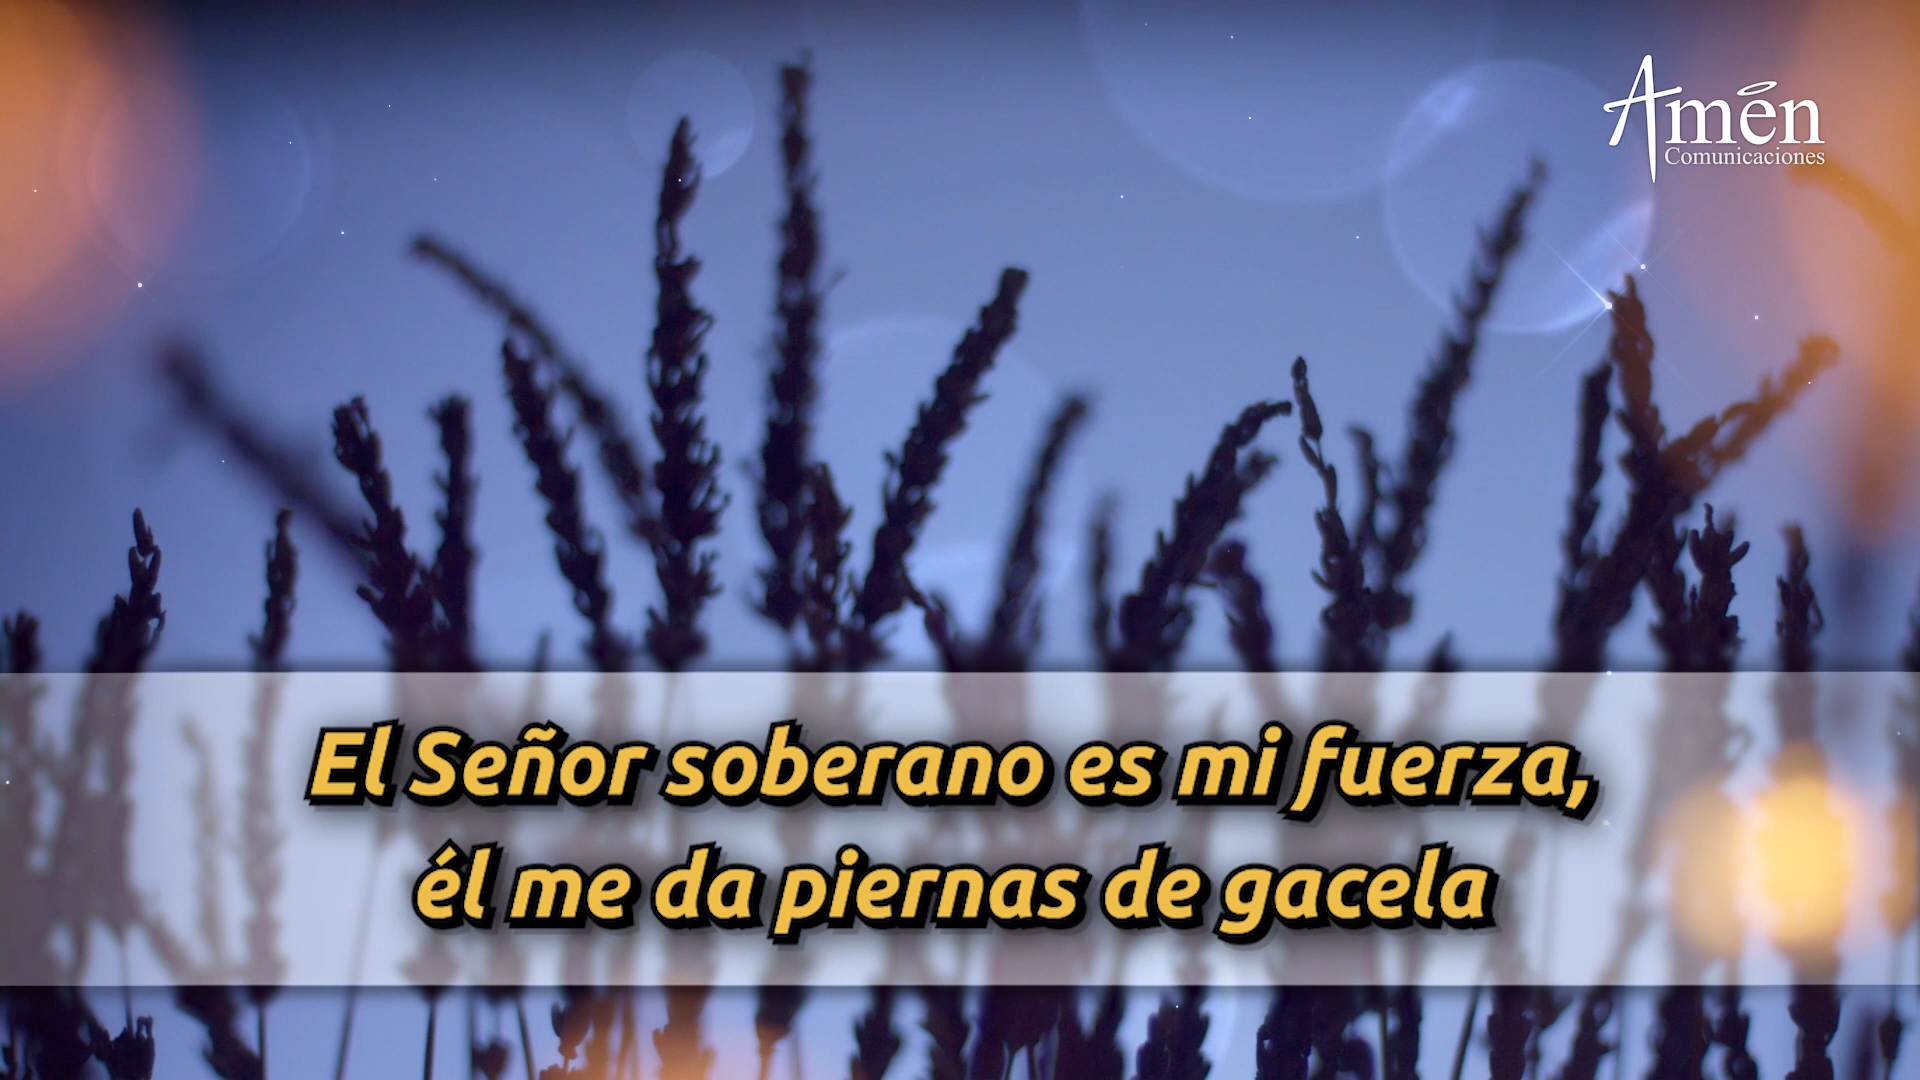 Amén
Comunicaciones
El Señor soberano es mi fuerza,
él me da piernas de gacela